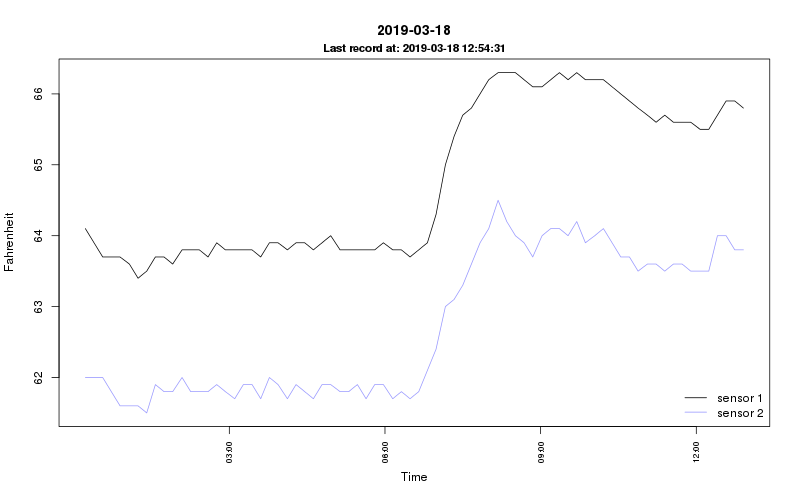 2019-03-18
Last record at: 2019-03-18 12:54:31
Fahrenheit
66
65
64
63
62
sensor 1
sensor 2
03:00
06:00
09:00
12:00
Time